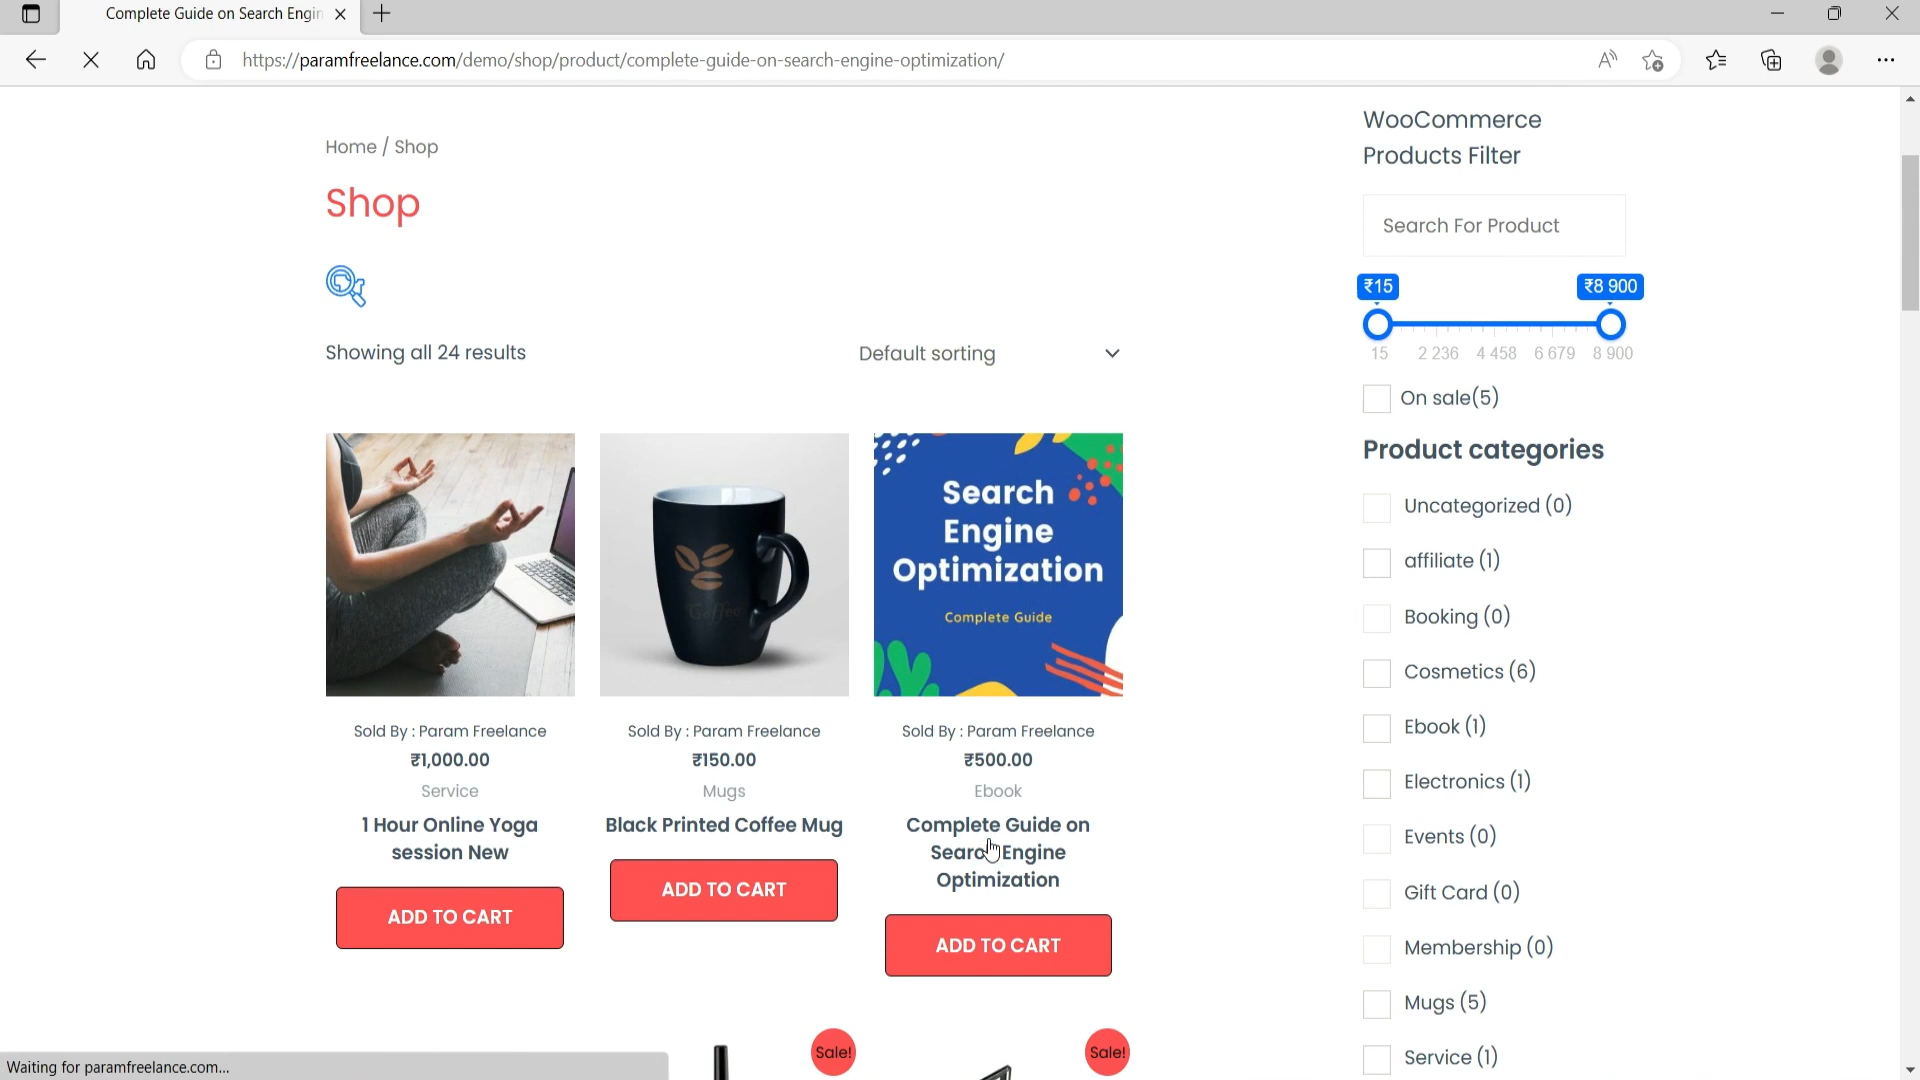 Complete Guide on Search Engin
https://paramfreelance.com/demo/shop/product/complete-guide-on-search-engine-optimization/
Home / Shop
Shop
Showing all 24 results
Default sorting
Search
Engine
Optimization
Complete Guide
Coffee
Sold By : Param Freelance
₹1,000.00
Service
1 Hour Online Yoga
session New
ADD TO CART
Sold By : Param Freelance
₹150.00
Mugs
Black Printed Coffee Mug
ADD TO CART
Sold By : Param Freelance
₹500.00
Ebook
Complete Guide on
Search Engine
Optimization
ADD TO CART
Sale!
Sale!
WooCommerce
Products Filter
Search For Product
₹15 ₹8 900
15 2 236 4 458 6 679 8 900
On sale(5)
Product categories
Uncategorized (0)
affiliate (1)
Booking (0)
Cosmetics (6)
Ebook (1)
Electronics (1)
Events (0)
Gift Card (0)
Membership (0)
Mugs (5)
Service (1)
Waiting for paramfreelance.com...